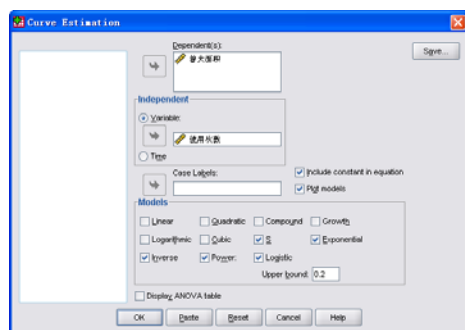 Curve Estimation
Dependent(s):
增大面积
Save...
Independent
Variable:
使用次数
Time
Case Labels:
Include constant in equation
Plot models
Models
Linear Quadratic Compound Growth
Logarithmic Cubic S Exponential
Inverse Power: Logistic
Upper bound: 0.2
Display ANOVA table
OK Paste Reset Cancel Help